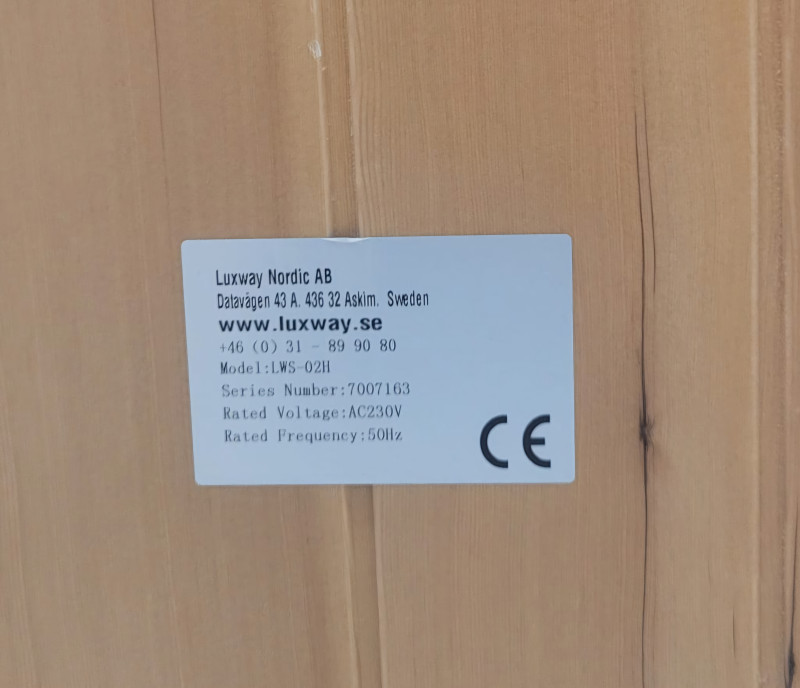 Luxway Nordic AB
Datavägen 43 A. 436 32 Askim. Sweden
www.luxway.se
+46 (0) 31 - 89 90 80
Model:LWS-02H
Series Number:7007163
Rated Voltage:AC230V
Rated Frequency:50Hz
CE